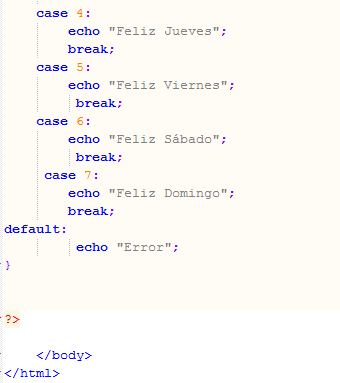 case 4:
echo "Feliz Jueves";
break;
case 5:
echo "Feliz Viernes";
break;
case 6:
echo "Feliz Sábado";
break;
case 7:
echo "Feliz Domingo";
break;
default:
echo "Error";
}
?>
</body>
</html>